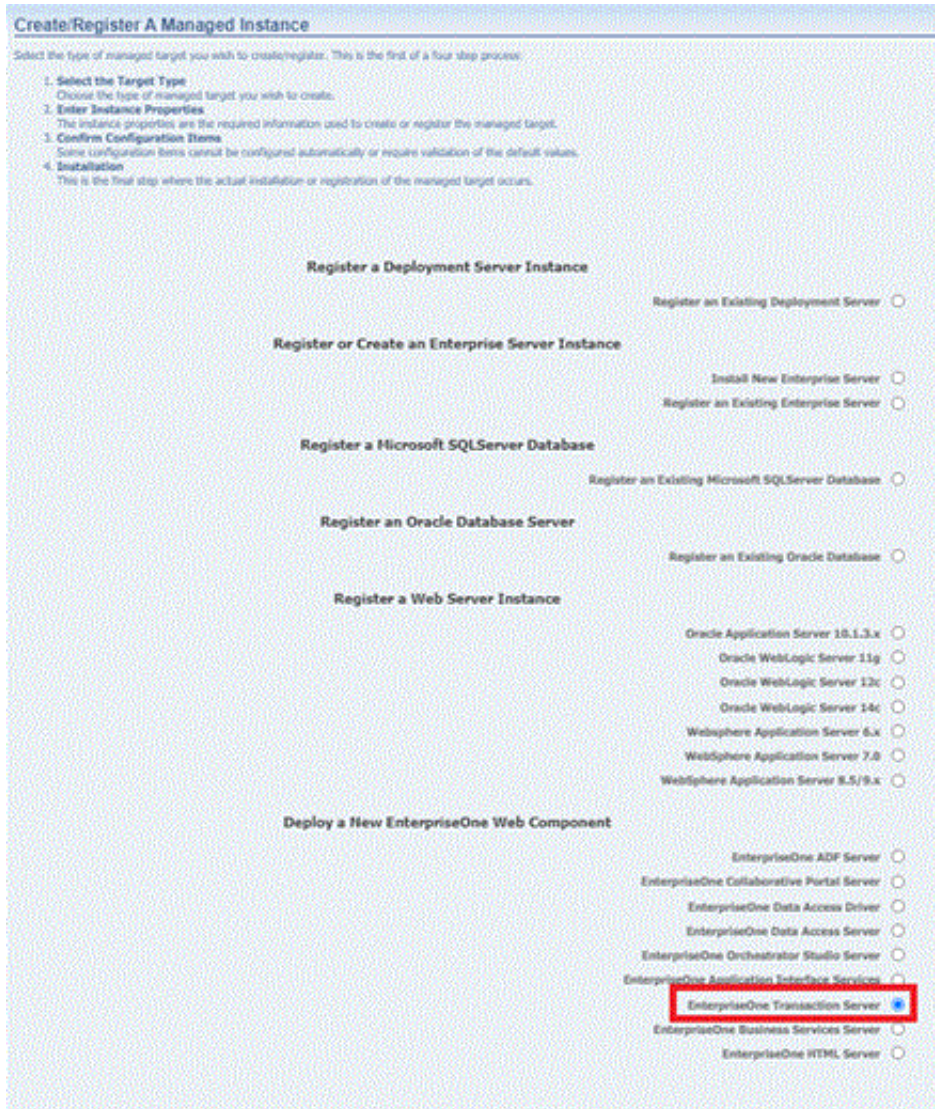 Create/Register A Managed Instance
Select the type of managed target you wish to create/register. This is the first of a four step process:
1. Select the Target Type
Choose the type of managed target you wish to create.
2. Enter Instance Properties
The instance properties are the required information used to create or register the managed target.
3. Confirm Configuration Items
Some configuration items cannot be configured automatically or require validation of the default values.
4. Installation
This is the final step where the actual installation or registration of the managed target occurs.
Register a Deployment Server Instance
Register an Existing Deployment Server
Register or Create an Enterprise Server Instance
Install New Enterprise Server
Register an Existing Enterprise Server
Register a Microsoft SQLServer Database
Register an Existing Microsoft SQLServer Database
Register an Oracle Database Server
Register an Existing Oracle Database
Register a Web Server Instance
Oracle Application Server 10.1.3.x
Oracle WebLogic Server 11g
Oracle WebLogic Server 12c
Oracle WebLogic Server 14c
Websphere Application Server 6.x
WebSphere Application Server 7.0
WebSphere Application Server 8.5/9.x
Deploy a New EnterpriseOne Web Component
EnterpriseOne ADF Server
EnterpriseOne Collaborative Portal Server
EnterpriseOne Data Access Driver
EnterpriseOne Data Access Server
EnterpriseOne Orchestrator Studio Server
EnterpriseOne Application Interface Services
EnterpriseOne Transaction Server
EnterpriseOne Business Services Server
EnterpriseOne HTML Server